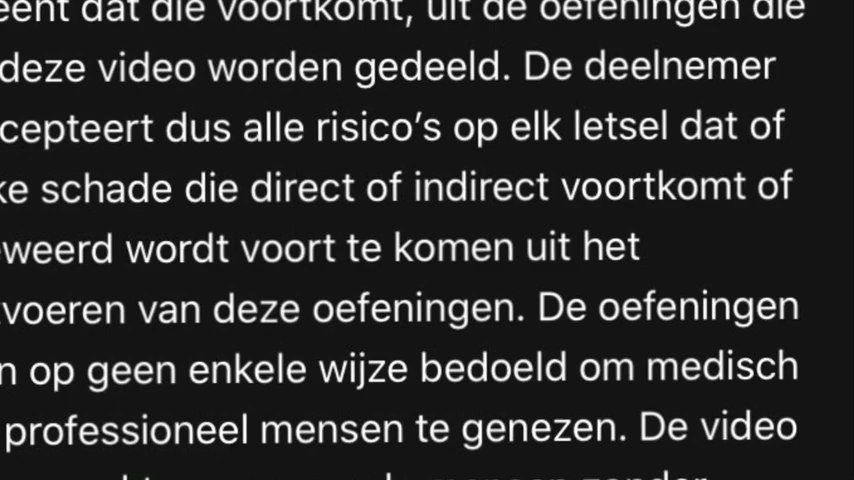 dat die voortkomt, uit de oefeningen die
deze video worden gedeeld. De deelnemer
cepteert dus alle risico's op elk letsel dat of
ke schade die direct of indirect voortkomt of
weerd wordt voort te komen uit het
voeren van deze oefeningen. De oefeningen
n op geen enkele wijze bedoeld om medisch
professioneel mensen te genezen. De video